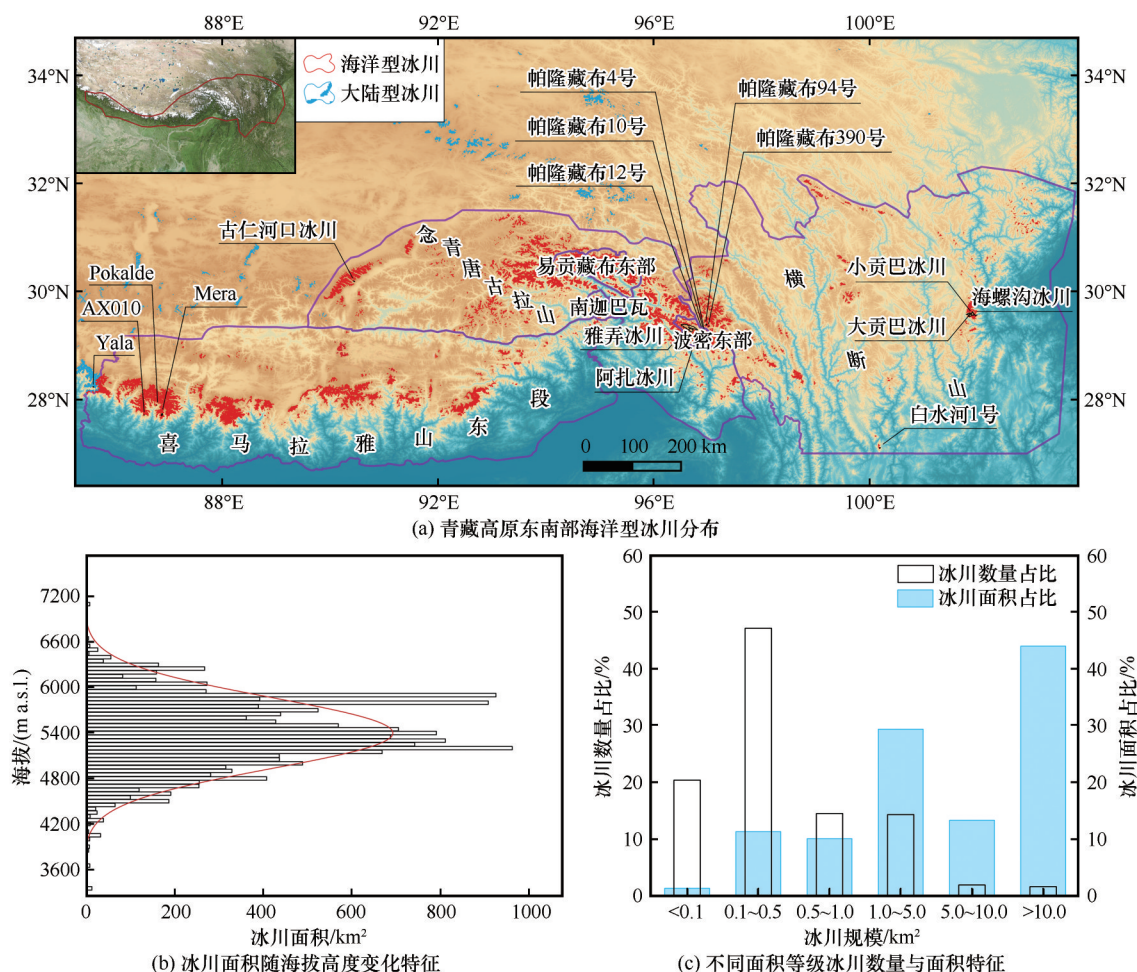 88°E 92°E 96°E 100°E
34°N
32°N
30°N
28°N
34°N
32°N
30°N
28°N
海洋型冰川
大陆型冰川
帕隆藏布4号
帕隆藏布94号
帕隆藏布10号
帕隆藏布390号
帕隆藏布12号
古仁河口冰川
念青唐古拉山
易贡藏布东部
横断山
小贡巴冰川
Pokalde
Mera
南迦巴瓦
海螺沟冰川
AX010
雅弄冰川
波密东部
大贡巴冰川
Yala
阿扎冰川
喜马拉雅山东段
白水河1号
0 100 200 km
88°E 92°E 96°E 100°E
(a) 青藏高原东南部海洋型冰川分布
海拔/(m a.s.l.)
7200
6600
6000
5400
4800
4200
3600
0 200 400 600 800 1000
冰川面积/km²
(b) 冰川面积随海拔高度变化特征
冰川数量占比/%
60
50
40
30
20
10
0
冰川数量占比
冰川面积占比
60
50
40
30
20
10
0
冰川面积占比/%
<0.1 0.1~0.5 0.5~1.0 1.0~5.0 5.0~10.0 >10.0
冰川规模/km²
(c) 不同面积等级冰川数量与面积特征